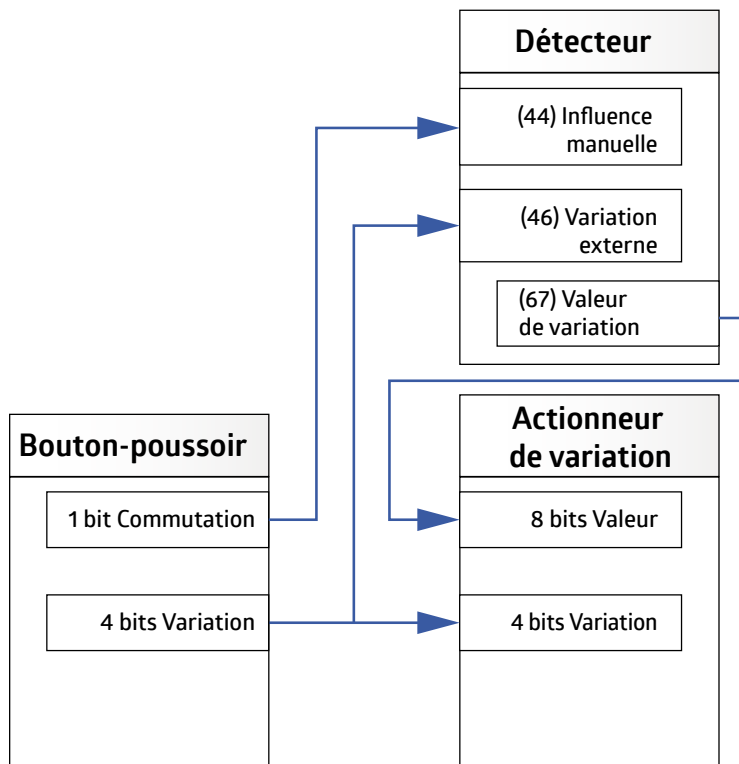 Détecteur
(44) Influence
manuelle
(46) Variation
externe
(67) Valeur
de variation
Bouton-poussoir
1 bit Commutation
4 bits Variation
Actionneur
de variation
8 bits Valeur
4 bits Variation